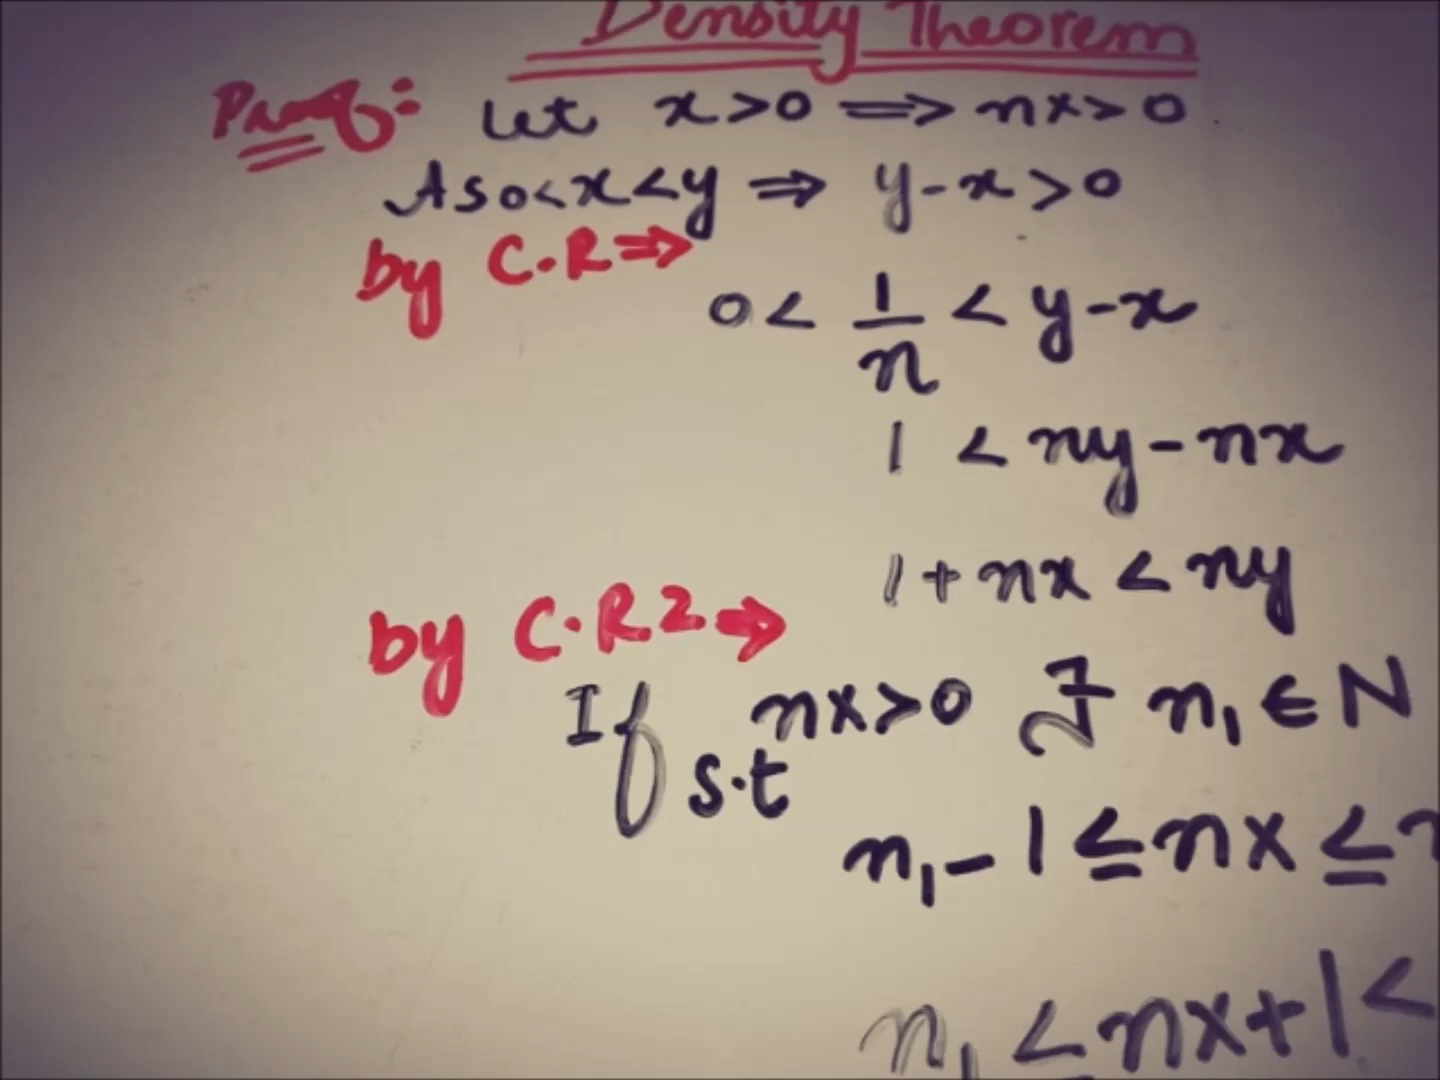 Density Theorem
Proof: Let x > 0 ⟹ nx > 0
As 0 < x < y ⇒ y - x > 0
by C.R ⇒
0 < 1/n < y - x
1 < ny - nx
1 + nx < ny
by C.R 2 ⇒
If nx > 0 ∃ n₁ ∈ N
s.t
n₁ - 1 ≤ nx ≤
n₁ ≤ nx + 1 <